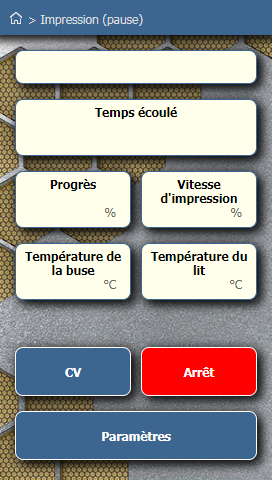 > Impression (pause)
Temps écoulé
Progrès
%
Vitesse
d'impression
%
Température de
la buse
°C
Température du
lit
°C
CV
Arrêt
Paramètres